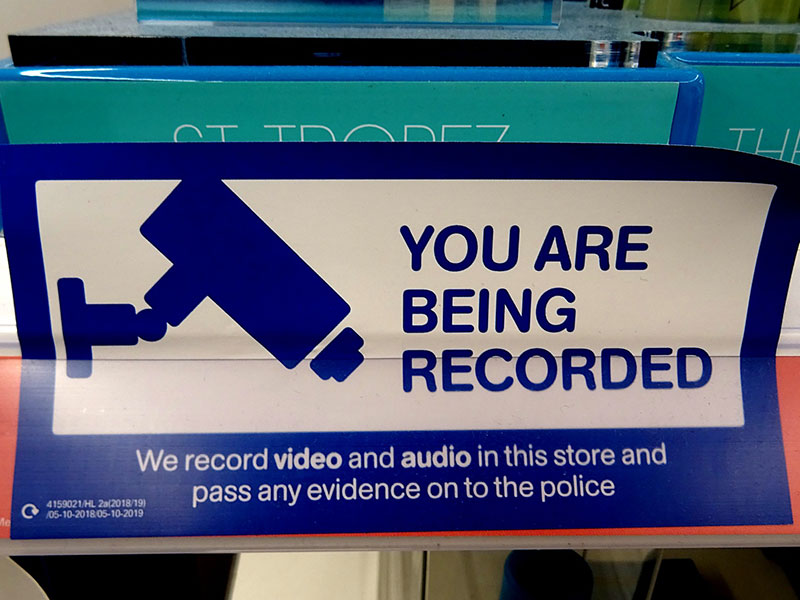 ST. TROPEZ
YOU ARE
BEING
RECORDED
We record video and audio in this store and
pass any evidence on to the police
4159021/HL 2a(2018/19)
/05-10-2018/05-10-2019